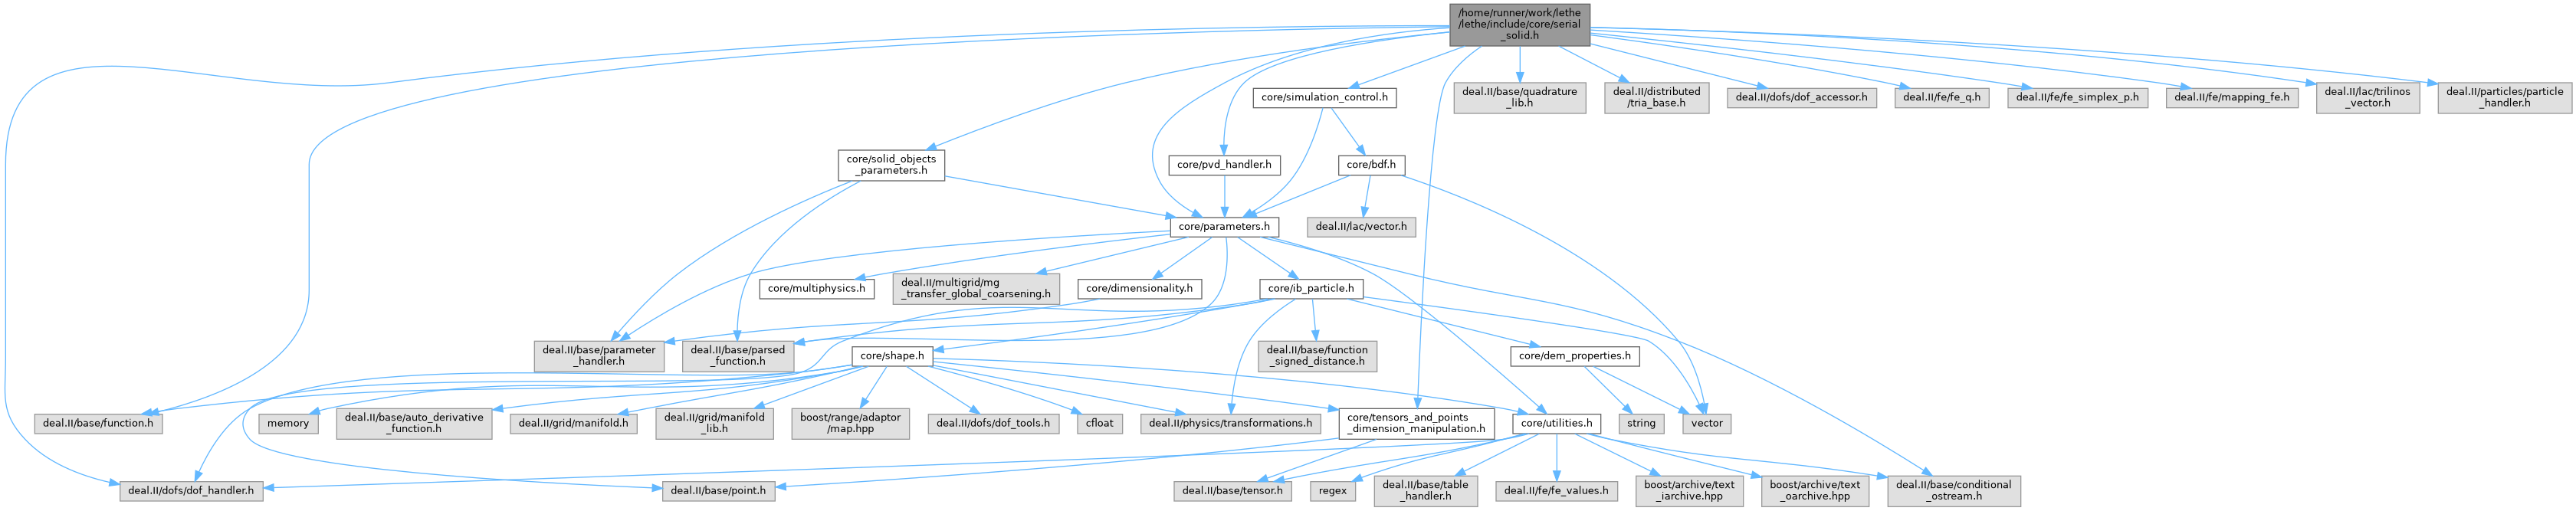 /home/runner/work/lethe
/lethe/include/core/serial
_solid.h
deal.II/base/quadrature
_lib.h
deal.II/distributed
/tria_base.h
deal.II/dofs/dof_accessor.h
deal.II/fe/fe_q.h
deal.II/fe/fe_simplex_p.h
deal.II/fe/mapping_fe.h
deal.II/lac/trilinos
_vector.h
deal.II/particles/particle
_handler.h
core/simulation_control.h
core/solid_objects
_parameters.h
core/pvd_handler.h
core/bdf.h
core/parameters.h
deal.II/lac/vector.h
core/multiphysics.h
deal.II/multigrid/mg
_transfer_global_coarsening.h
core/dimensionality.h
core/ib_particle.h
deal.II/base/parameter
_handler.h
deal.II/base/parsed
_function.h
core/shape.h
deal.II/base/function
_signed_distance.h
core/dem_properties.h
deal.II/base/function.h
memory
deal.II/base/auto_derivative
_function.h
deal.II/grid/manifold.h
deal.II/grid/manifold
_lib.h
boost/range/adaptor
/map.hpp
deal.II/dofs/dof_tools.h
cfloat
deal.II/physics/transformations.h
core/tensors_and_points
_dimension_manipulation.h
core/utilities.h
string
vector
deal.II/dofs/dof_handler.h
deal.II/base/point.h
deal.II/base/tensor.h
regex
deal.II/base/table
_handler.h
deal.II/fe/fe_values.h
boost/archive/text
_iarchive.hpp
boost/archive/text
_oarchive.hpp
deal.II/base/conditional
_ostream.h